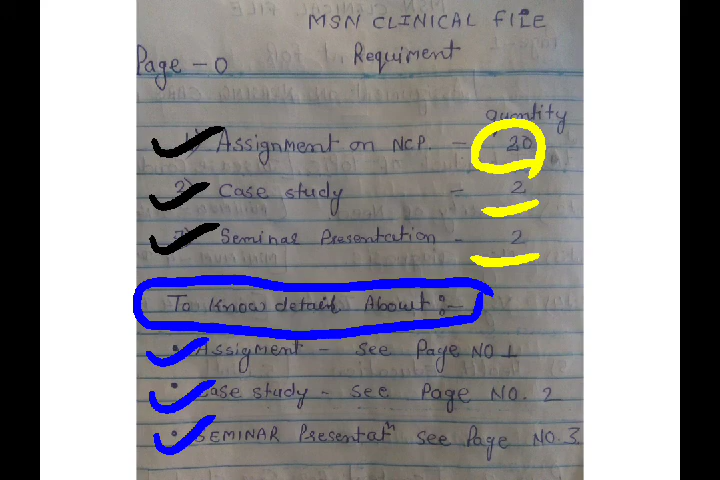 MSN CLINICAL FILE
Requiment
Page - 0
quantity
1) Assignment on NCP. - 20
2) Case study - 2
3) Seminar Presentation - 2
To know detail About :-
• Assigment - see Page NO 1
• Case study - see Page NO. 2
• SEMINAR Presentatn see Page NO. 3